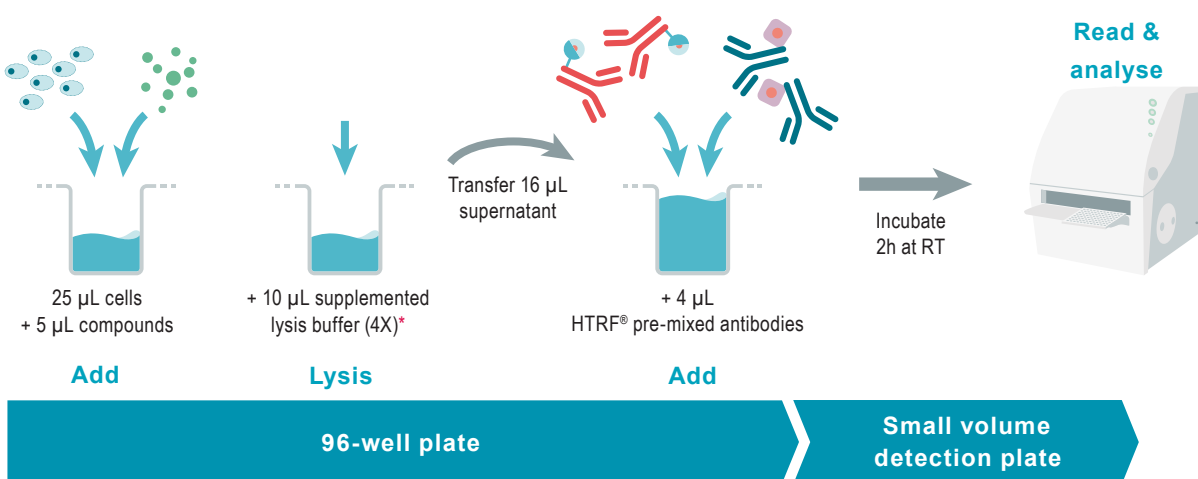 Read &
analyse
Transfer 16 µL
supernatant
Incubate
2h at RT
25 µL cells
+ 5 µL compounds
+ 10 µL supplemented
lysis buffer (4X)*
+ 4 µL
HTRF® pre-mixed antibodies
Add
Lysis
Add
96-well plate
Small volume
detection plate